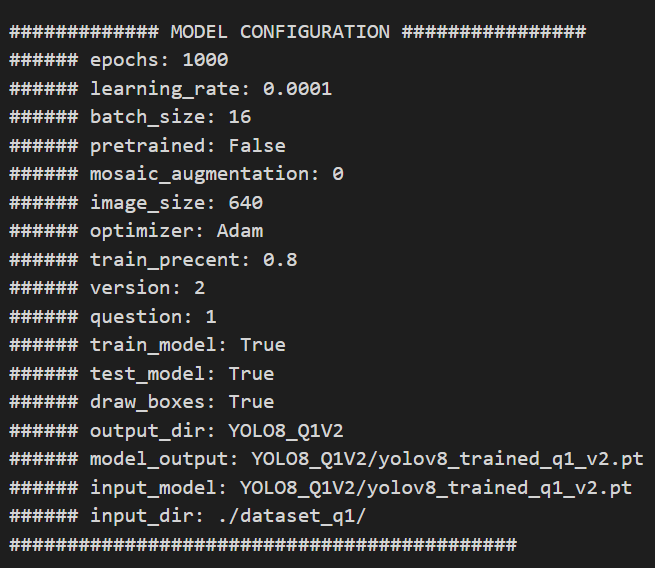 ############# MODEL CONFIGURATION ################
###### epochs: 1000
###### learning_rate: 0.0001
###### batch_size: 16
###### pretrained: False
###### mosaic_augmentation: 0
###### image_size: 640
###### optimizer: Adam
###### train_precent: 0.8
###### version: 2
###### question: 1
###### train_model: True
###### test_model: True
###### draw_boxes: True
###### output_dir: YOLO8_Q1V2
###### model_output: YOLO8_Q1V2/yolov8_trained_q1_v2.pt
###### input_model: YOLO8_Q1V2/yolov8_trained_q1_v2.pt
###### input_dir: ./dataset_q1/
############################################